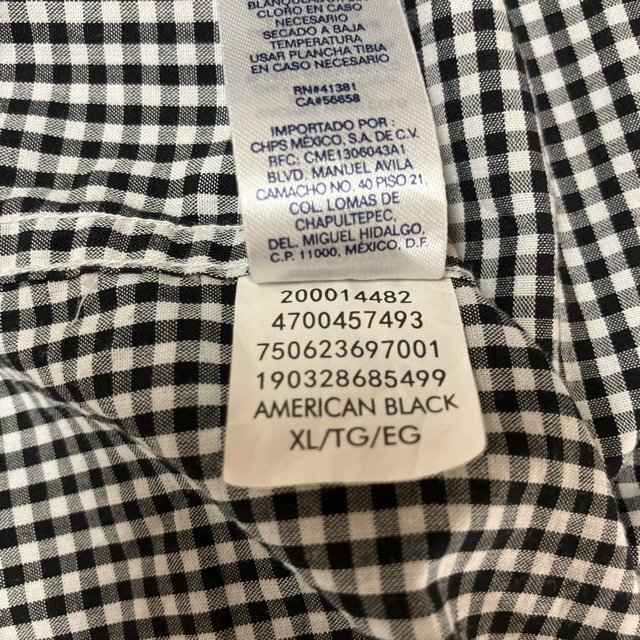 BLANQUEADOR
CLORADO EN CASO
NECESARIO
SECADO A BAJA
TEMPERATURA
USAR PLANCHA TIBIA
EN CASO NECESARIO
RN#41381
CA#56658
IMPORTADO POR:
CHPS MÉXICO, S.A. DE C.V.
RFC: CME1306043A1
BLVD. MANUEL AVILA
CAMACHO NO. 40 PISO 21,
COL. LOMAS DE
CHAPULTEPEC,
DEL. MIGUEL HIDALGO,
C.P. 11000, MÉXICO, D.F.
200014482
4700457493
750623697001
190328685499
AMERICAN BLACK
XL/TG/EG